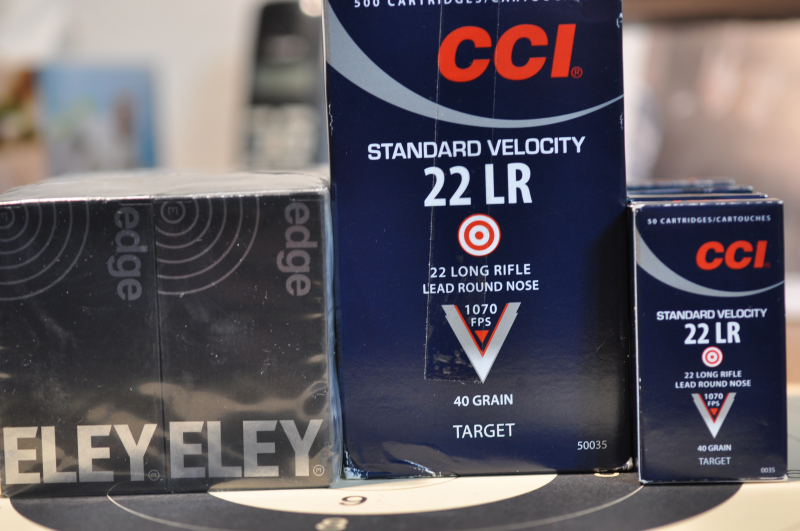 edge
edge
ELEY
ELEY
500 CARTRIDGES/CARTOUCHES
CCI®
STANDARD VELOCITY
22 LR
22 LONG RIFLE
LEAD ROUND NOSE
1070
FPS
40 GRAIN
TARGET
50035
50 CARTRIDGES/CARTOUCHES
CCI
STANDARD VELOCITY
22 LR
22 LONG RIFLE
LEAD ROUND NOSE
1070
FPS
40 GRAIN
TARGET
0035
9
8